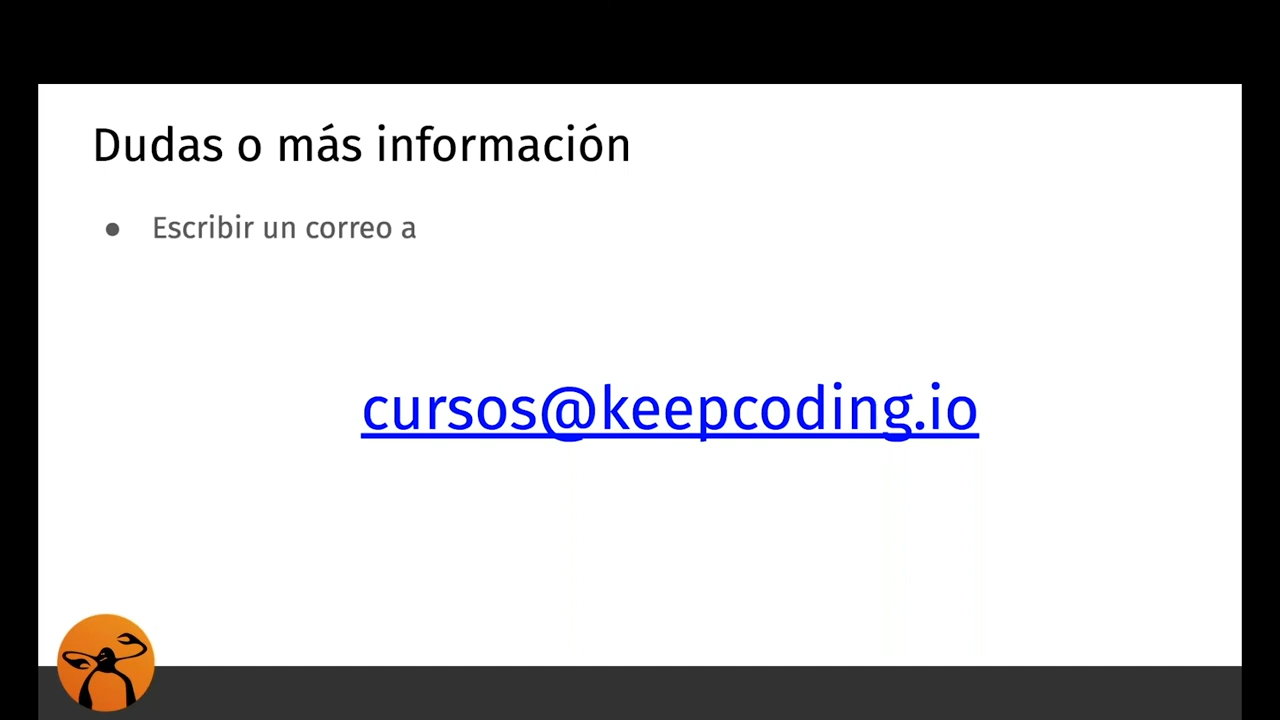 Dudas o más información
● Escribir un correo a
cursos@keepcoding.io